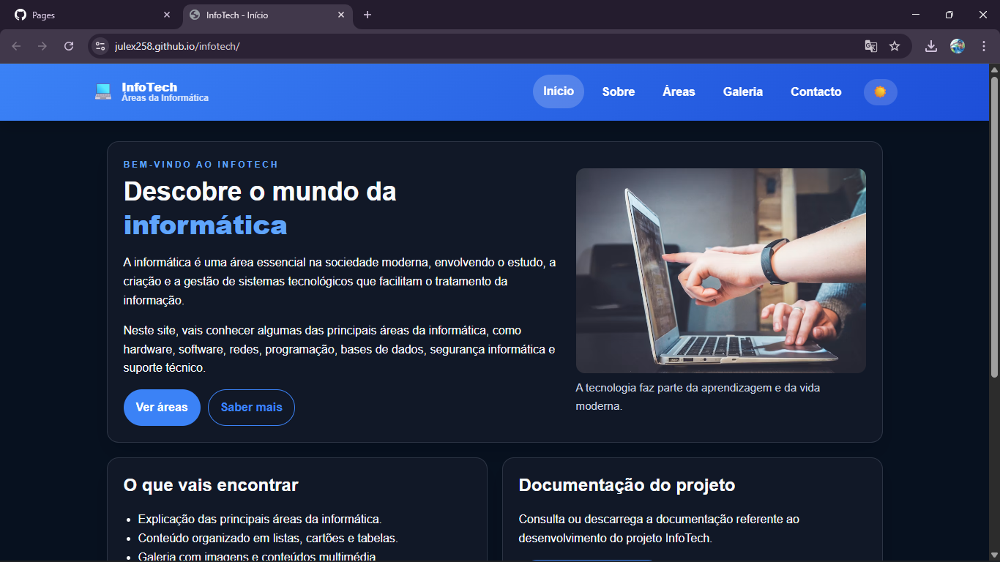 Pages
InfoTech - Início
julex258.github.io/infotech/
InfoTech
Áreas da Informática
Início
Sobre
Áreas
Galeria
Contacto
BEM-VINDO AO INFOTECH
Descobre o mundo da
informática
A informática é uma área essencial na sociedade moderna, envolvendo o estudo, a
criação e a gestão de sistemas tecnológicos que facilitam o tratamento da
informação.
Neste site, vais conhecer algumas das principais áreas da informática, como
hardware, software, redes, programação, bases de dados, segurança informática e
suporte técnico.
Ver áreas
Saber mais
A tecnologia faz parte da aprendizagem e da vida
moderna.
O que vais encontrar
Explicação das principais áreas da informática.
Conteúdo organizado em listas, cartões e tabelas.
Galeria com imagens e conteúdos multimédia
Documentação do projeto
Consulta ou descarrega a documentação referente ao
desenvolvimento do projeto InfoTech.